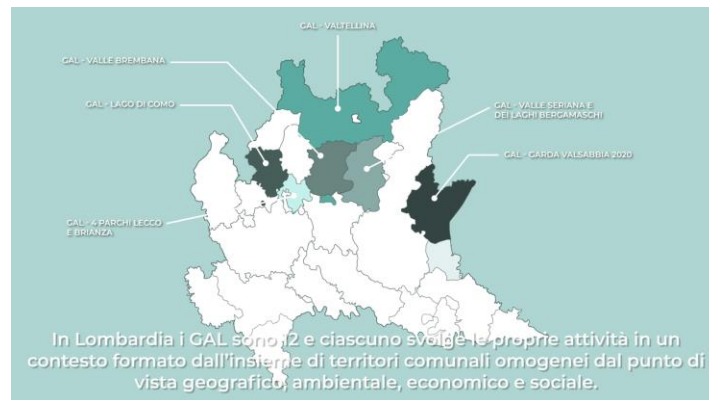 GAL - VALTELLINA
GAL - VALLE BREMBANA
GAL - LAGO DI COMO
GAL - VALLE SERIANA E
DEI LAGHI BERGAMASCHI
GAL - GARDA VALSABBIA 2020
GAL - 4 PARCHI LECCO
E BRIANZA
In Lombardia i GAL sono 12 e ciascuno svolge le proprie attività in un
contesto formato dall'insieme di territori comunali omogenei dal punto di
vista geografico, ambientale, economico e sociale.